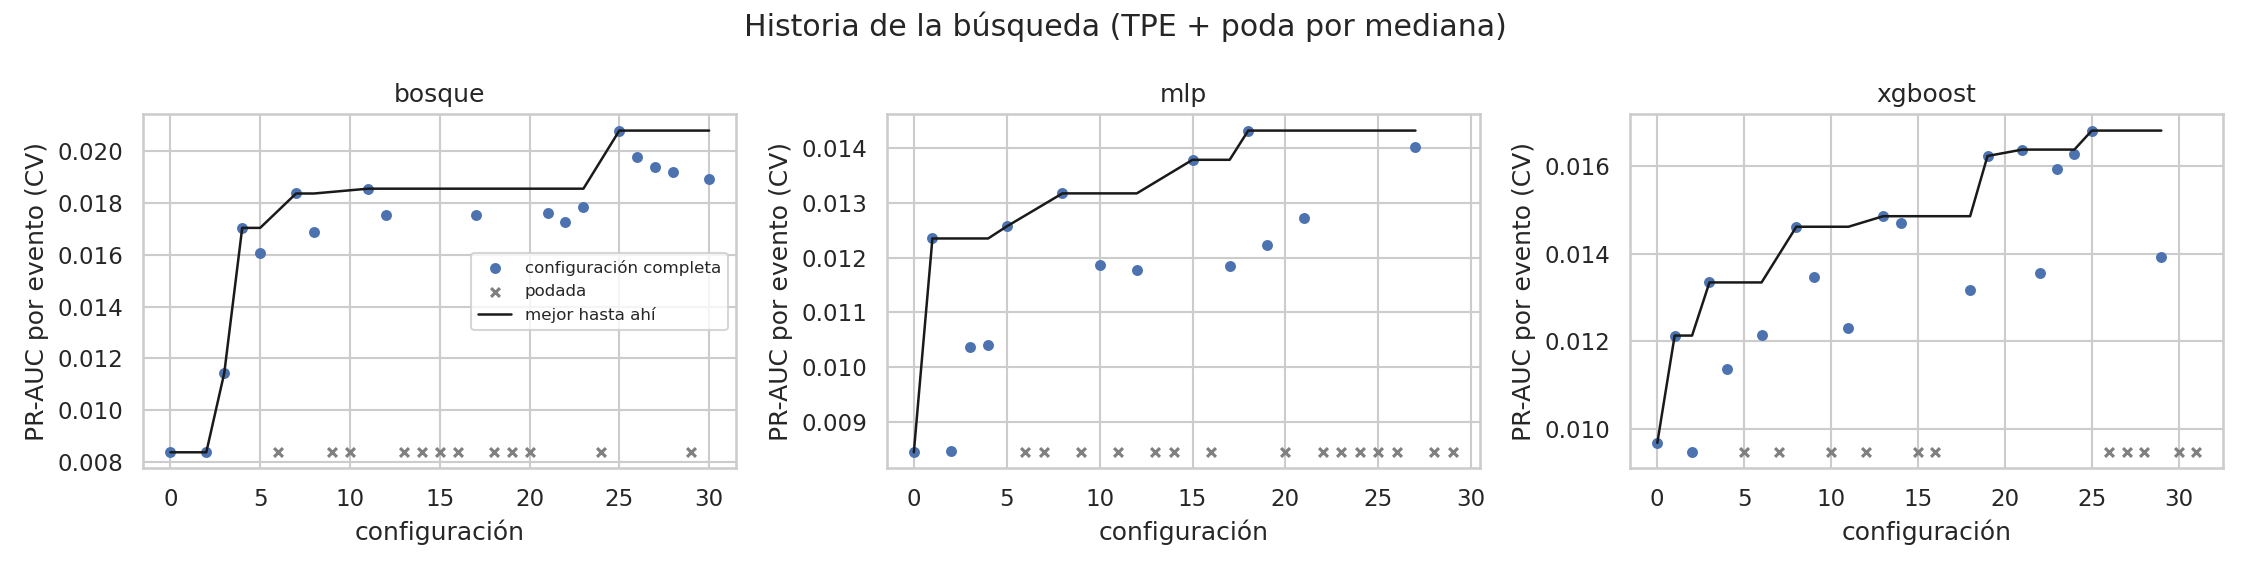 Historia de la búsqueda (TPE + poda por mediana)
bosque
PR-AUC por evento (CV)
0.020
0.018
0.016
0.014
0.012
0.010
0.008
configuración completa
podada
mejor hasta ahí
0 5 10 15 20 25 30
configuración
mlp
PR-AUC por evento (CV)
0.014
0.013
0.012
0.011
0.010
0.009
0 5 10 15 20 25 30
configuración
xgboost
PR-AUC por evento (CV)
0.016
0.014
0.012
0.010
0 5 10 15 20 25 30
configuración